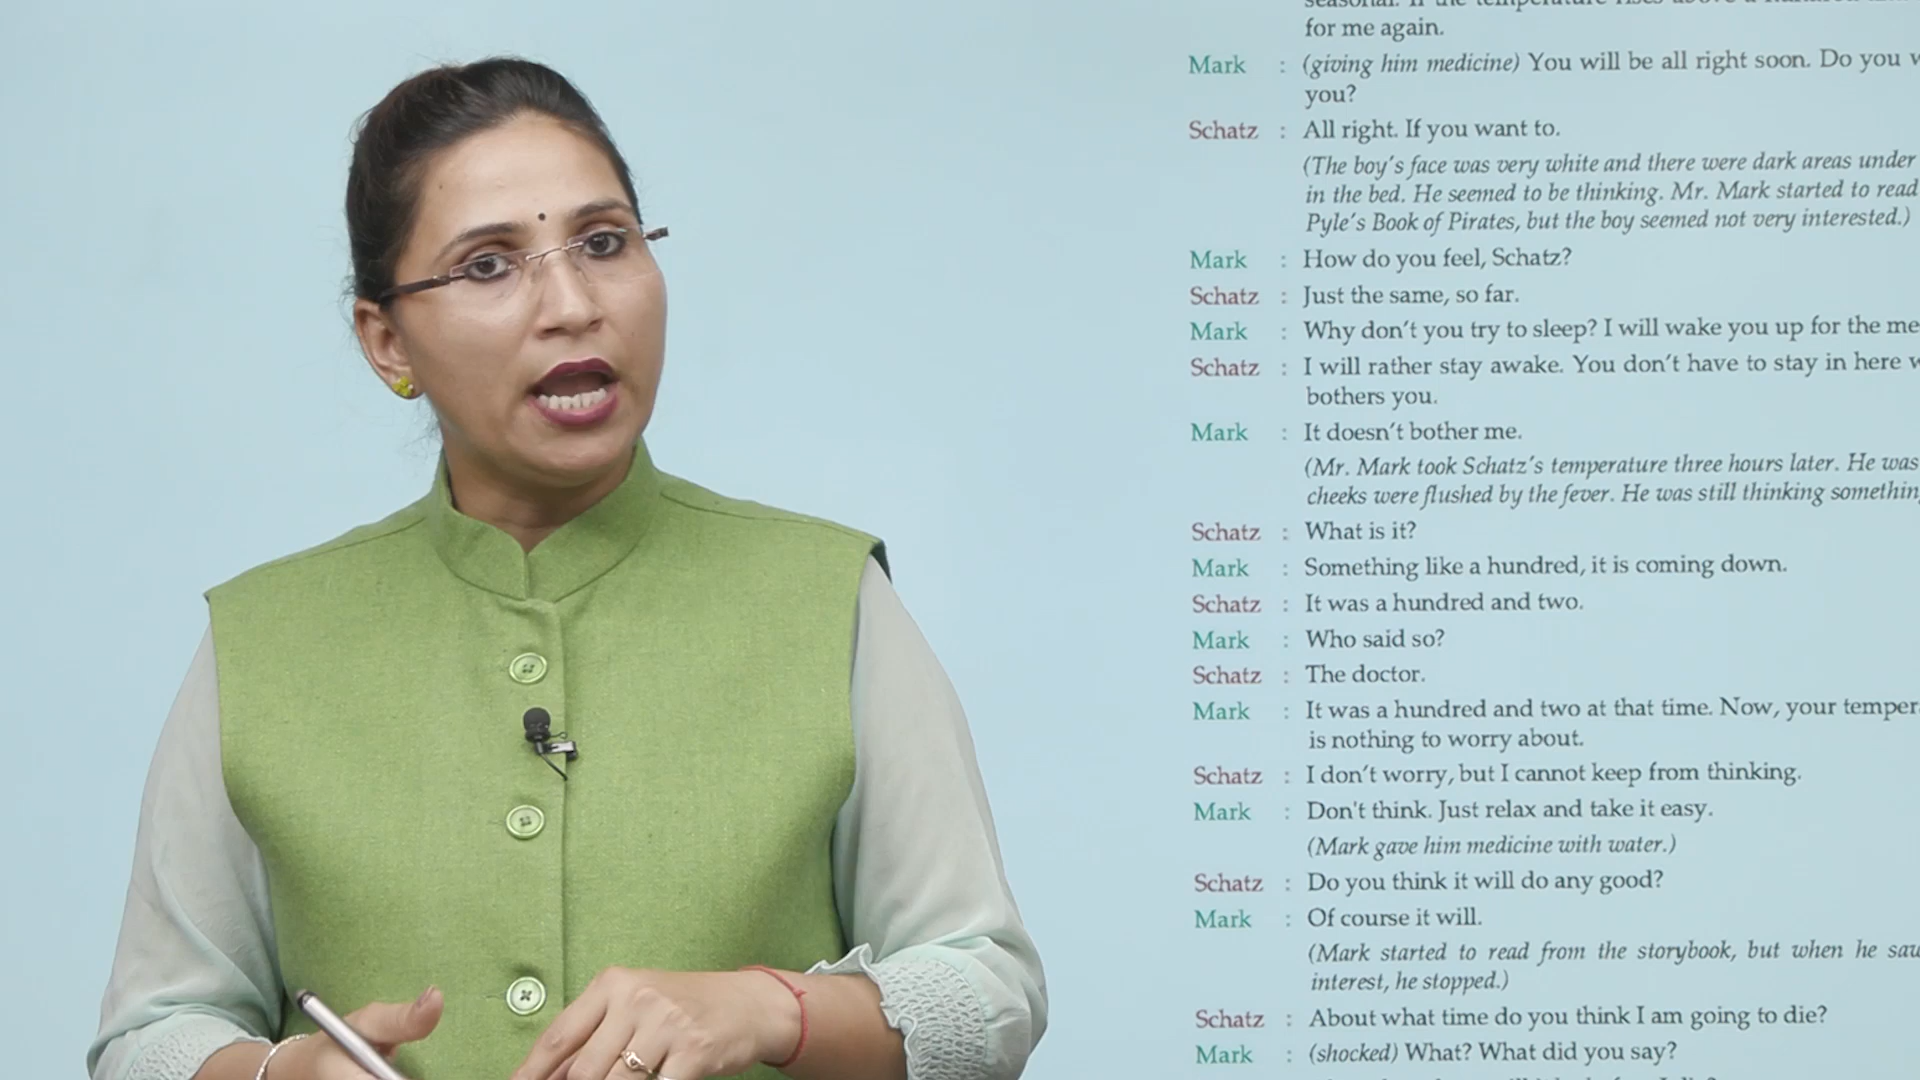 seasonal. If the temperature rises above a hundred
for me again.
Mark : (giving him medicine) You will be all right soon. Do you
you?
Schatz : All right. If you want to.
(The boy's face was very white and there were dark areas under
in the bed. He seemed to be thinking. Mr. Mark started to read
Pyle's Book of Pirates, but the boy seemed not very interested.)
Mark : How do you feel, Schatz?
Schatz : Just the same, so far.
Mark : Why don't you try to sleep? I will wake you up for the me
Schatz : I will rather stay awake. You don't have to stay in here w
bothers you.
Mark : It doesn't bother me.
(Mr. Mark took Schatz's temperature three hours later. He was
cheeks were flushed by the fever. He was still thinking somethin
Schatz : What is it?
Mark : Something like a hundred, it is coming down.
Schatz : It was a hundred and two.
Mark : Who said so?
Schatz : The doctor.
Mark : It was a hundred and two at that time. Now, your temper
is nothing to worry about.
Schatz : I don't worry, but I cannot keep from thinking.
Mark : Don't think. Just relax and take it easy.
(Mark gave him medicine with water.)
Schatz : Do you think it will do any good?
Mark : Of course it will.
(Mark started to read from the storybook, but when he saw
interest, he stopped.)
Schatz : About what time do you think I am going to die?
Mark : (shocked) What? What did you say?